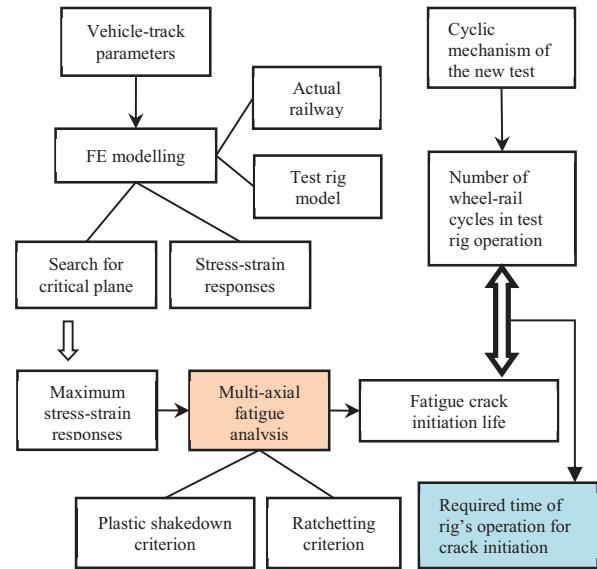 Vehicle-track
parameters
Cyclic
mechanism of
the new test
Actual
railway
FE modelling
Test rig
model
Number of
wheel-rail
cycles in test
rig operation
Search for
critical plane
Stress-strain
responses
Maximum
stress-strain
responses
Multi-axial
fatigue
analysis
Fatigue crack
initiation life
Plastic shakedown
criterion
Ratchetting
criterion
Required time of
rig's operation for
crack initiation